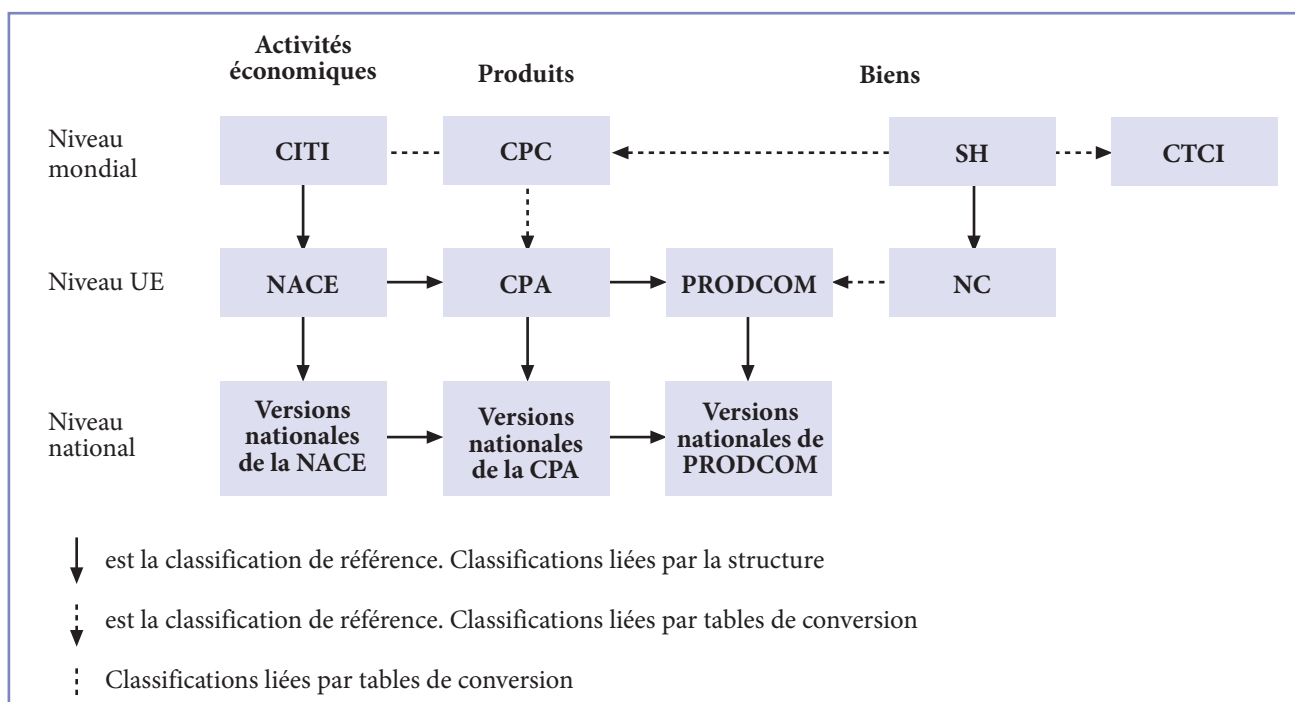 Activités
économiques
Produits
Biens
Niveau
mondial
CITI
CPC
SH
CTCI
Niveau UE
NACE
CPA
PRODCOM
NC
Niveau
national
Versions
nationales
de la NACE
Versions
nationales
de la CPA
Versions
nationales de
PRODCOM
est la classification de référence. Classifications liées par la structure
est la classification de référence. Classifications liées par tables de conversion
Classifications liées par tables de conversion